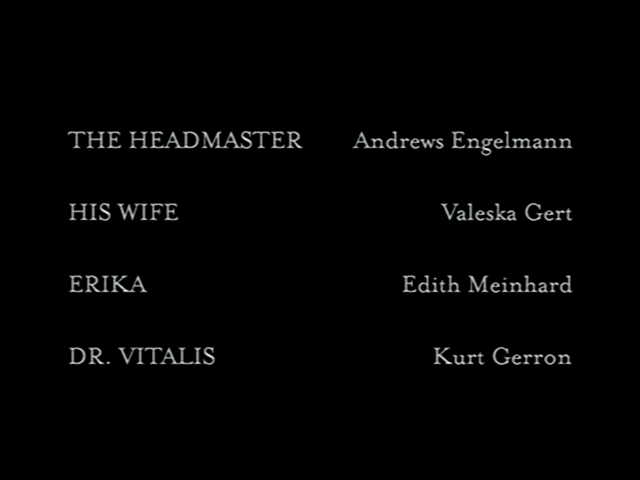 THE HEADMASTER Andrews Engelmann
HIS WIFE Valeska Gert
ERIKA Edith Meinhard
DR. VITALIS Kurt Gerron